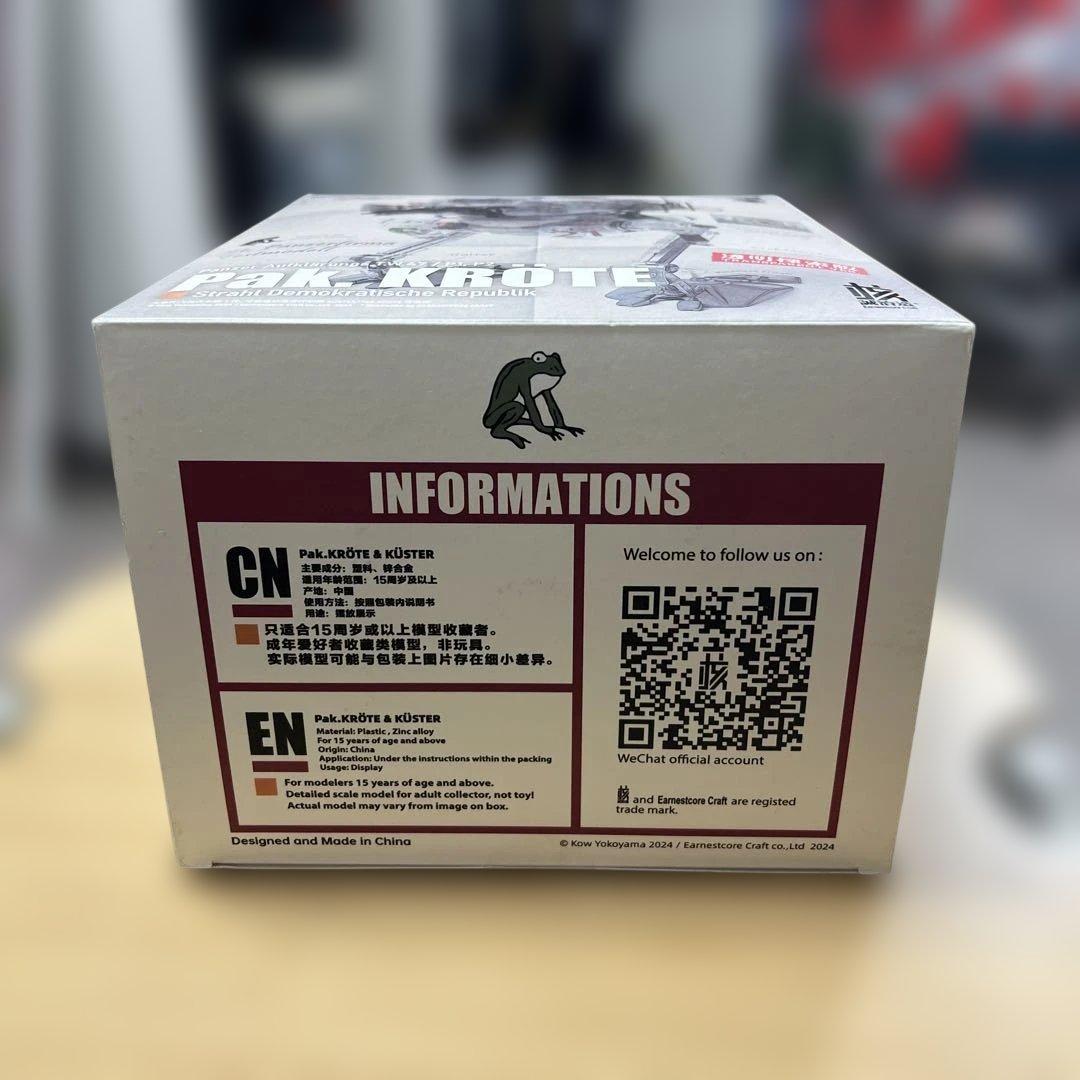 Pak. KRÖTE
Strahl Demokratische Republik
INFORMATIONS
CN
Pak.KRÖTE & KÜSTER
主要成分：塑料、锌合金
适用年龄范围：15周岁及以上
产地：中国
使用方法：按照包装内说明书
用途：摆放展示
只适合15周岁或以上模型收藏者。
成年爱好者收藏类模型，非玩具。
实际模型可能与包装上图片存在细小差异。
EN
Pak.KRÖTE & KÜSTER
Material: Plastic , Zinc alloy
For 15 years of age and above
Origin: China
Application: Under the instructions within the packing
Usage: Display
For modelers 15 years of age and above.
Detailed scale model for adult collector, not toy!
Actual model may vary from image on box.
Welcome to follow us on :
核
WeChat official account
核 and Earnestcore Craft are registed
trade mark.
Designed and Made in China
© Kow Yokoyama 2024 / Earnestcore Craft co.,Ltd 2024